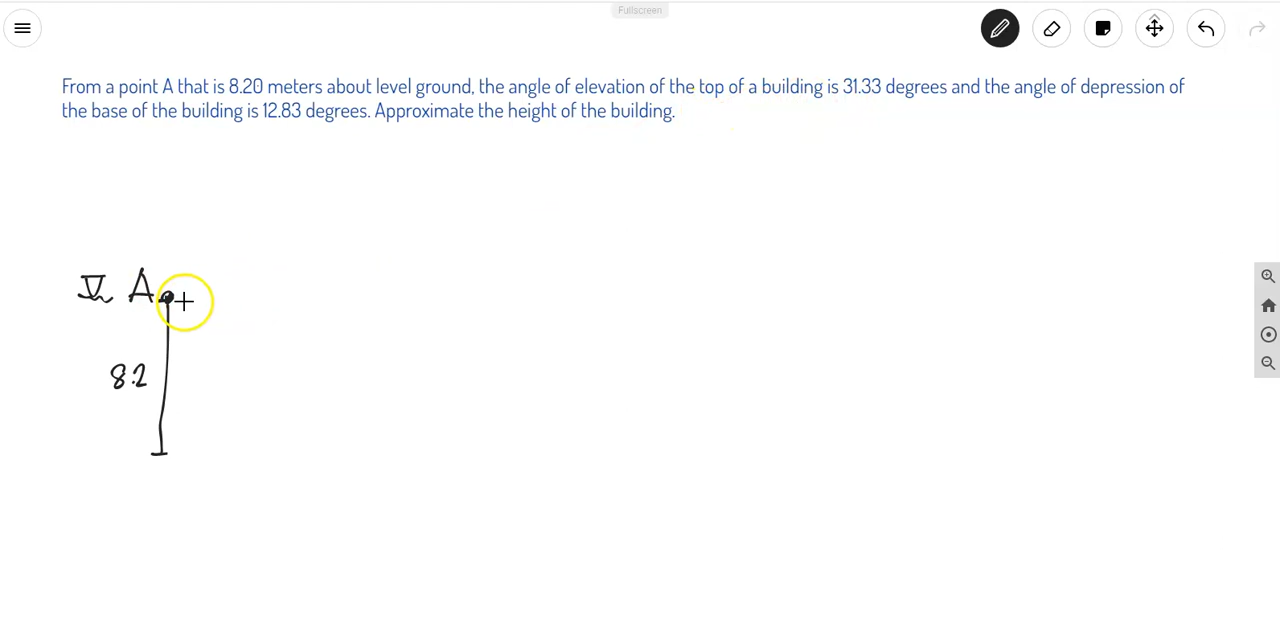 Fullscreen
From a point A that is 8.20 meters about level ground, the angle of elevation of the top of a building is 31.33 degrees and the angle of depression of
the base of the building is 12.83 degrees. Approximate the height of the building.
A
8.2